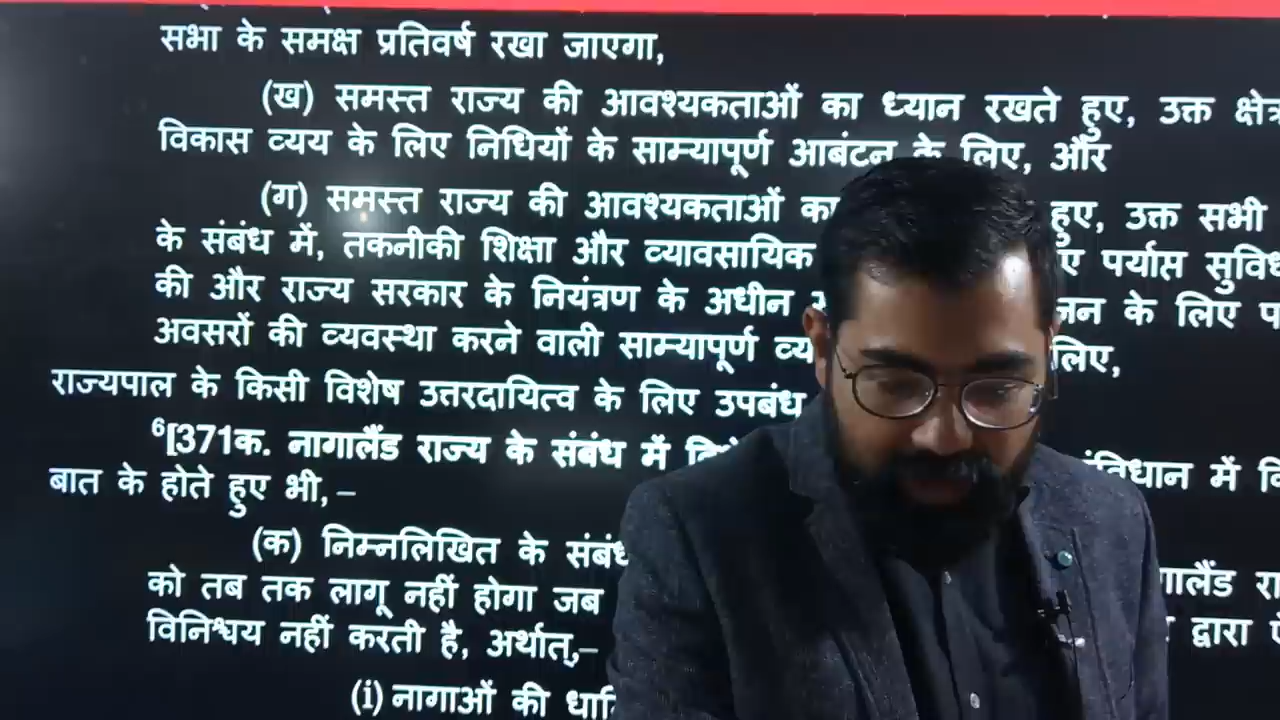 सभा के समक्ष प्रतिवर्ष रखा जाएगा,
(ख) समस्त राज्य की आवश्यकताओं का ध्यान रखते हुए, उक्त
विकास व्यय के लिए निधियों के साम्यापूर्ण आबंटन के लिए, और
(ग) समस्त राज्य की आवश्यकताओं का हुए, उक्त सभी
के संबंध में, तकनीकी शिक्षा और व्यावसायिक पर्याप्त
की और राज्य सरकार के नियंत्रण के अधीन के लिए
अवसरों की व्यवस्था करने वाली साम्यापूर्ण लिए,
राज्यपाल के किसी विशेष उत्तरदायित्व के लिए उपबंध
6[371क. नागालैंड राज्य के संबंध में संविधान में
बात के होते हुए भी,–
(क) निम्नलिखित के
को तब तक लागू नहीं होगा जब द्वारा
विनिश्चय नहीं करती है, अर्थात्,–
(i) नागाओं की